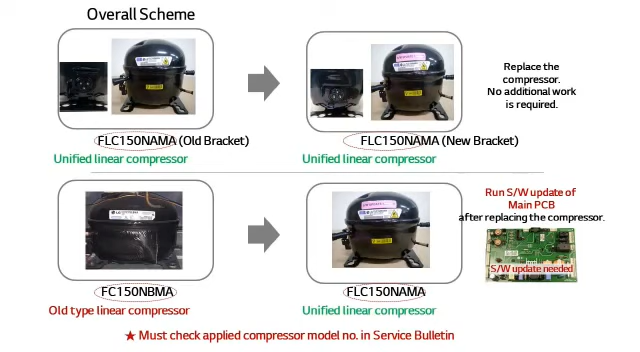 Overall Scheme
Replace the
compressor.
No additional work
is required.
FLC150NAMA (Old Bracket)
FLC150NAMA (New Bracket)
Unified linear compressor
Unified linear compressor
Run S/W update of
Main PCB
after replacing the compressor.
S/W update needed
FC150NBMA
FLC150NAMA
Old type linear compressor
Unified linear compressor
★ Must check applied compressor model no. in Service Bulletin